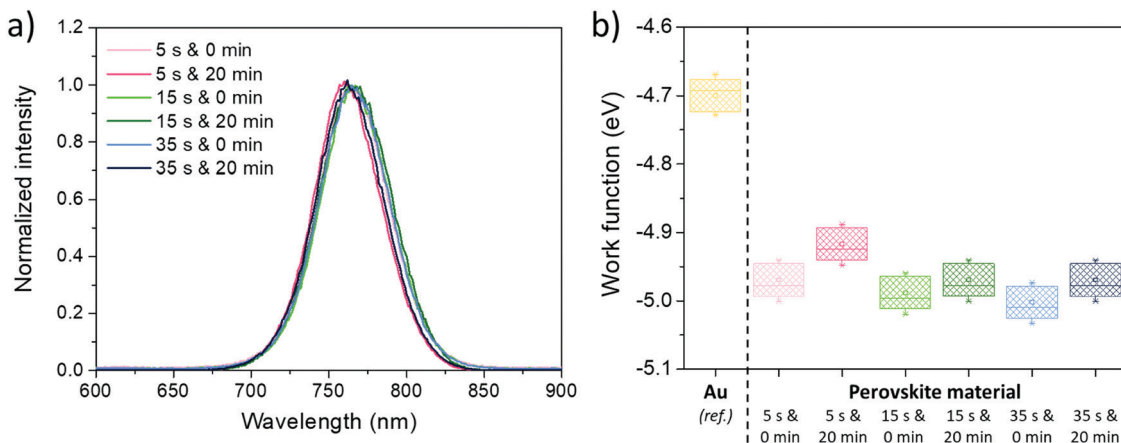 a)
1.2
1.0
0.8
0.6
0.4
0.2
0.0
Normalized intensity
5 s & 0 min
5 s & 20 min
15 s & 0 min
15 s & 20 min
35 s & 0 min
35 s & 20 min
600 650 700 750 800 850 900
Wavelength (nm)
b)
-4.6
-4.7
-4.8
-4.9
-5.0
-5.1
Work function (eV)
Au
(ref.)
Perovskite material
5 s & 5 s & 15 s & 15 s & 35 s & 35 s &
0 min 20 min 0 min 20 min 0 min 20 min